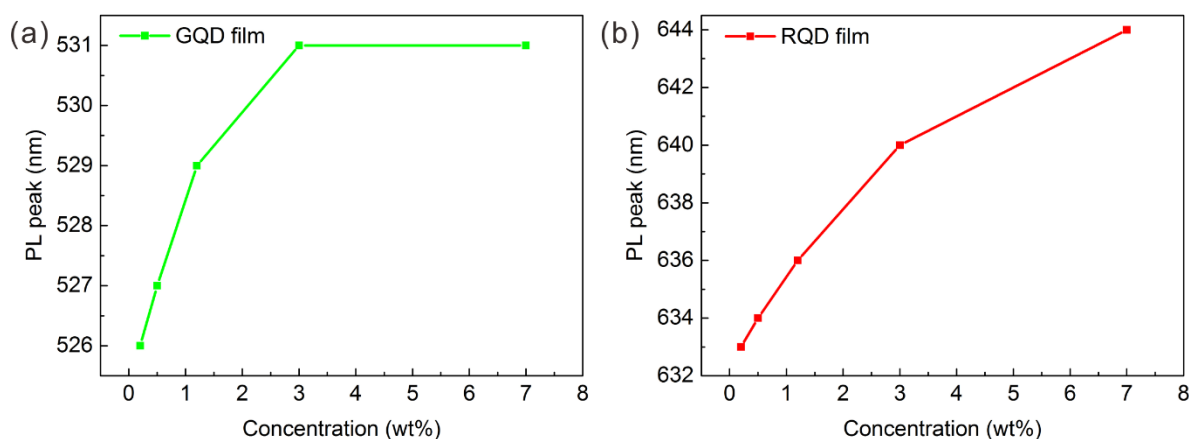 (a)
GQD film
531
530
529
528
527
526
PL peak (nm)
0 1 2 3 4 5 6 7 8
Concentration (wt%)
(b)
RQD film
644
642
640
638
636
634
632
PL peak (nm)
0 1 2 3 4 5 6 7 8
Concentration (wt%)